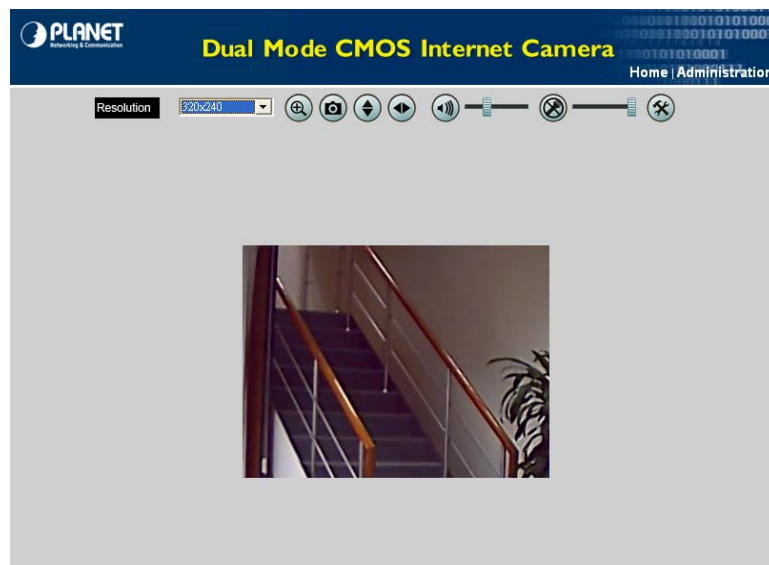 PLANET
Networking & Communication
Dual Mode CMOS Internet Camera
Home | Administration
Resolution
320x240